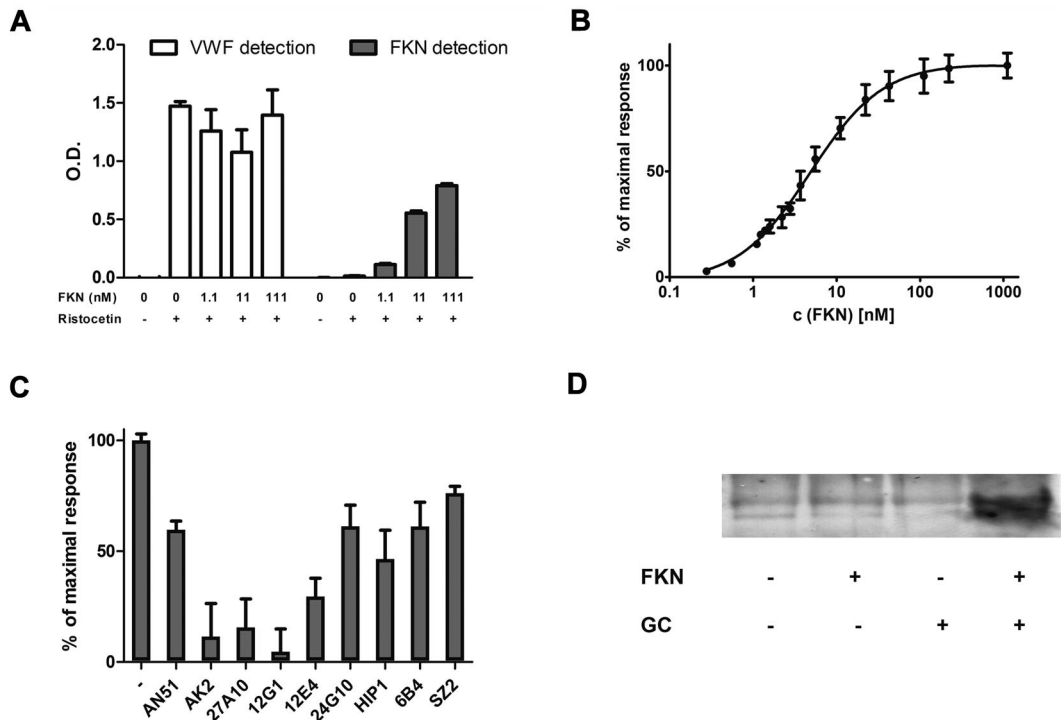 A
VWF detection FKN detection
2.0
1.5
1.0
0.5
0.0
O.D.
FKN (nM) 0 0 1.1 11 111 0 0 1.1 11 111
Ristocetin - + + + + - + + + +
B
100
50
0
% of maximal response
0.1 1 10 100 1000
c (FKN) [nM]
C
100
50
0
% of maximal response
- AN51 AK2 27A10 12G1 12E4 24G10 HIP1 6B4 SZ2
D
FKN - + - +
GC - - + +